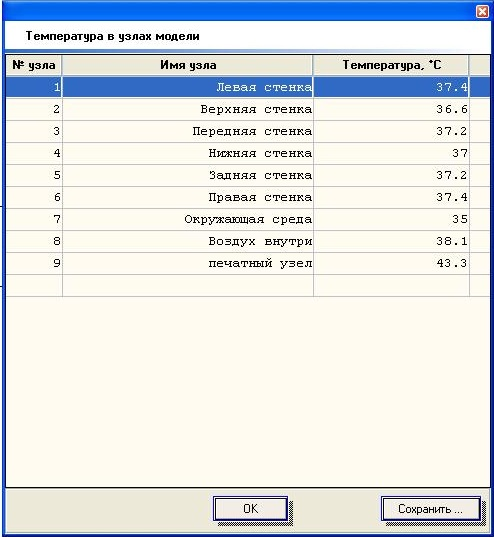 Температура в узлах модели
№ узла Имя узла Температура, °C
1 Левая стенка 37.4
2 Верхняя стенка 36.6
3 Передняя стенка 37.2
4 Нижняя стенка 37
5 Задняя стенка 37.2
6 Правая стенка 37.4
7 Окружающая среда 35
8 Воздух внутри 38.1
9 печатный узел 43.3
OK Сохранить ...